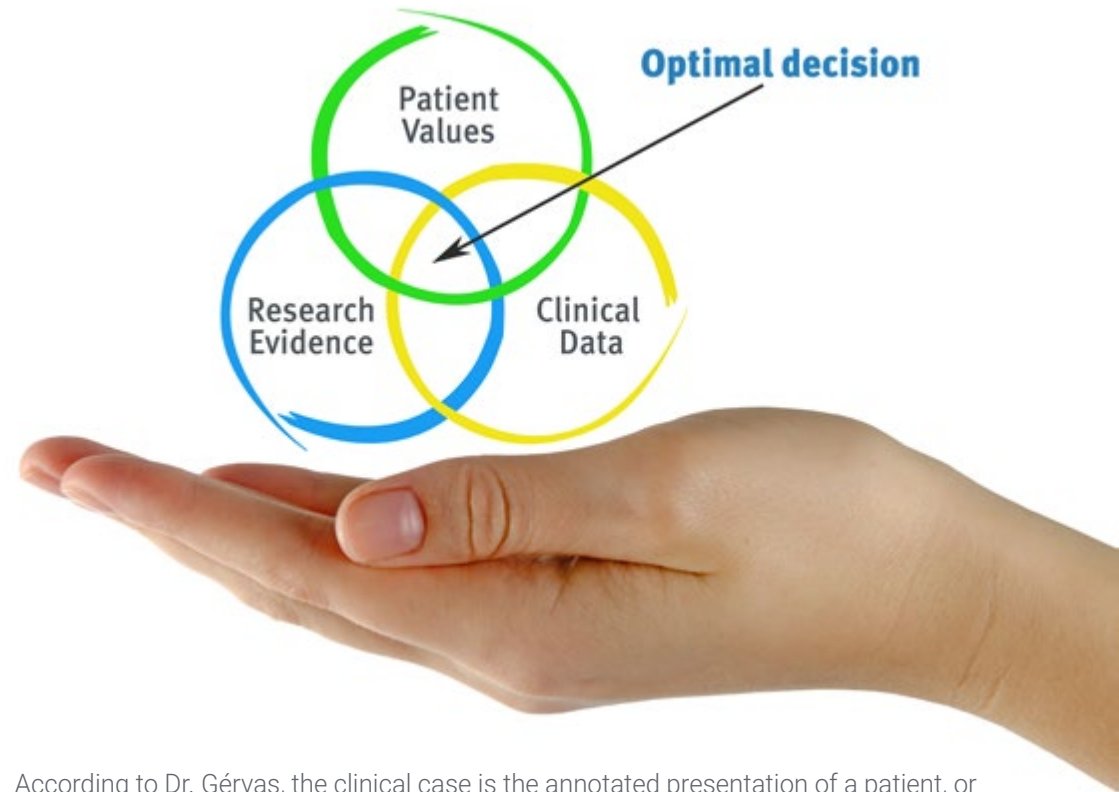 Optimal decision
Patient
Values
Research
Evidence
Clinical
Data
According to Dr. Gérvas, the clinical case is the annotated presentation of a patient, or